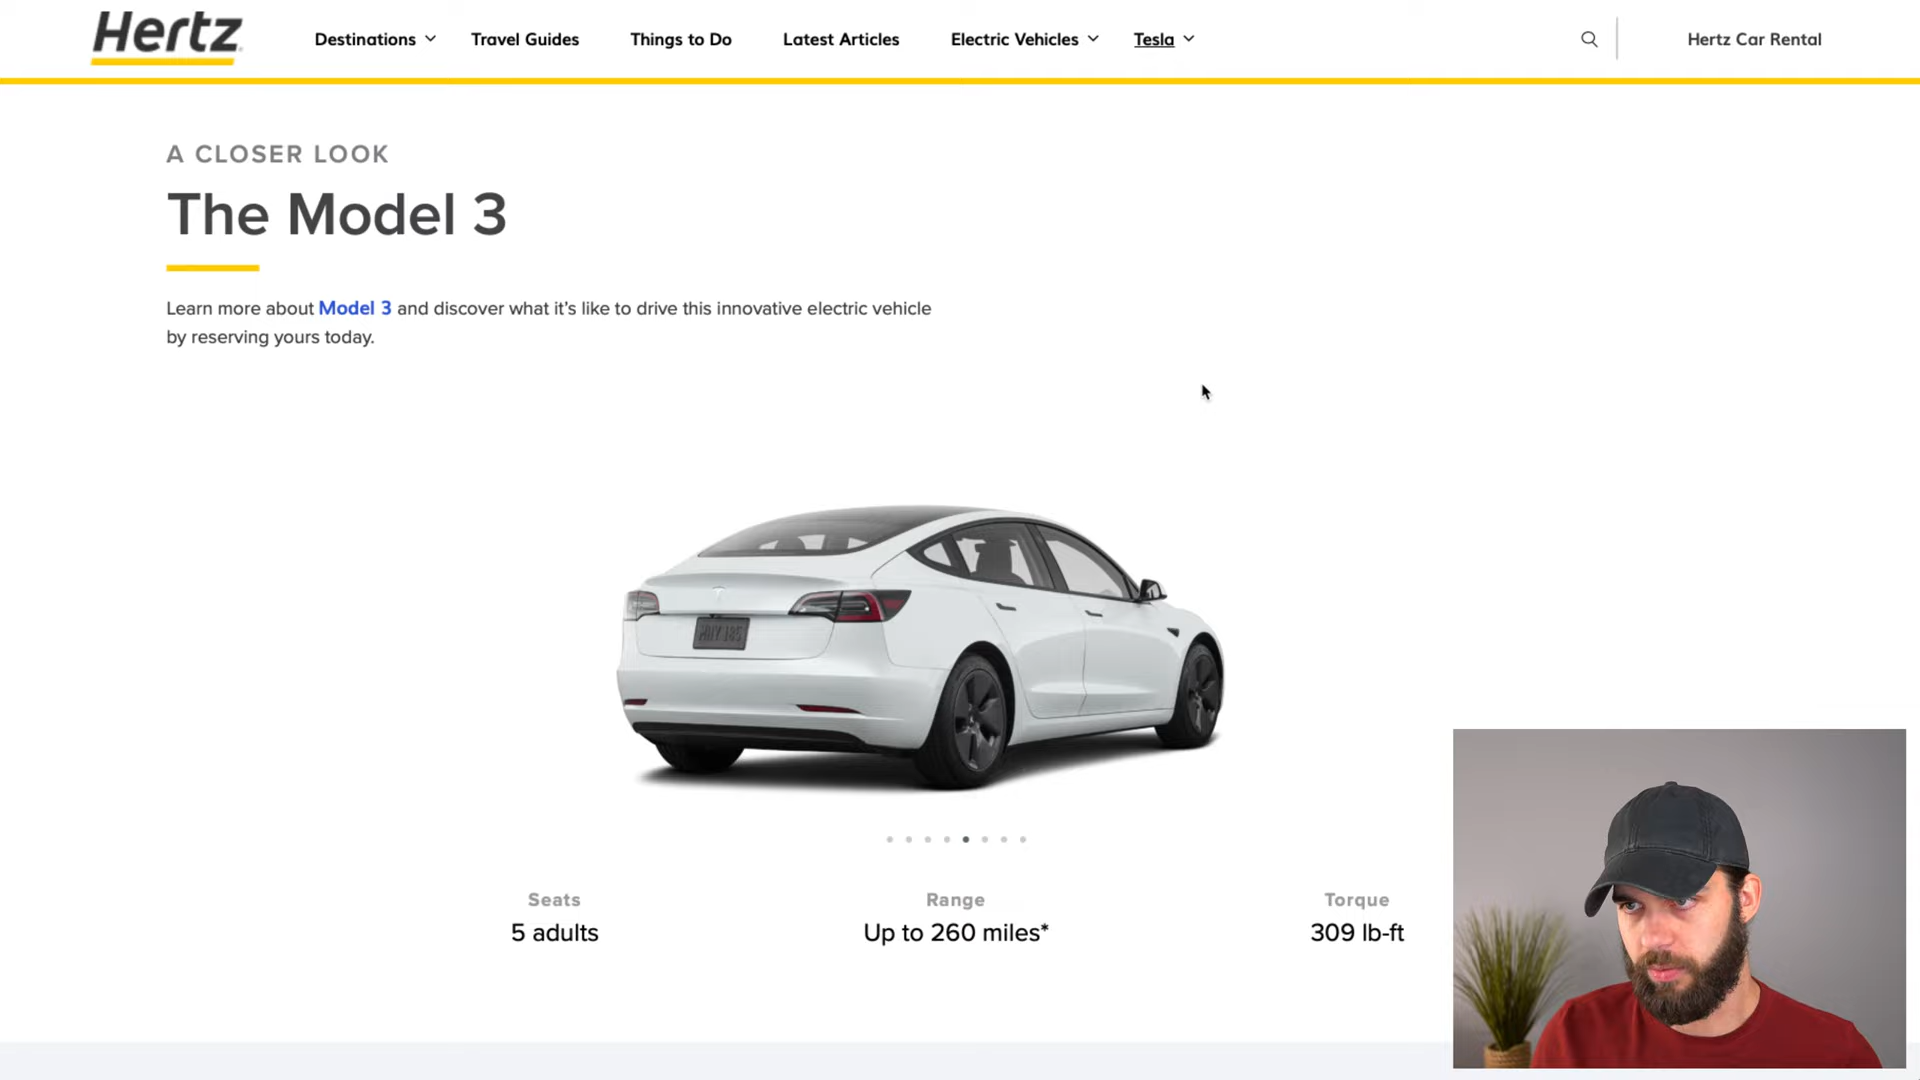 Hertz
Destinations
Travel Guides
Things to Do
Latest Articles
Electric Vehicles
Tesla
Hertz Car Rental
A CLOSER LOOK
The Model 3
Learn more about Model 3 and discover what it's like to drive this innovative electric vehicle
by reserving yours today.
Seats
5 adults
Range
Up to 260 miles*
Torque
309 lb-ft